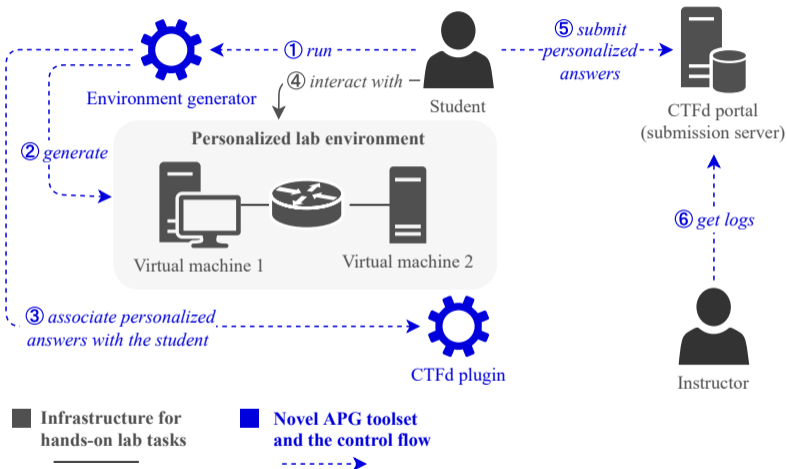 ① run
⑤ submit
personalized
answers
④ interact with
Environment generator
Student
CTFd portal
(submission server)
Personalized lab environment
② generate
⑥ get logs
Virtual machine 1
Virtual machine 2
③ associate personalized
answers with the student
CTFd plugin
Instructor
Infrastructure for
hands-on lab tasks
Novel APG toolset
and the control flow